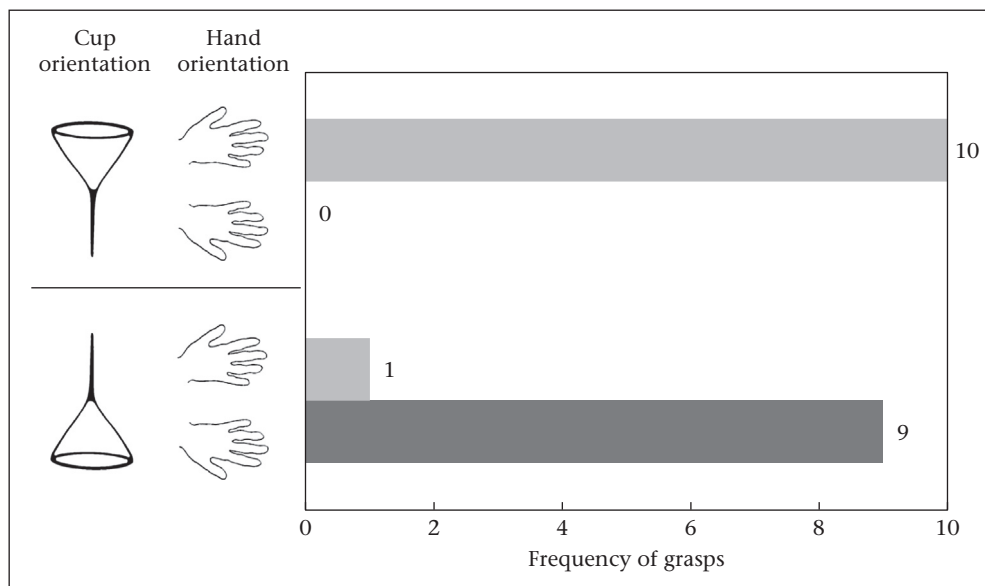 Cup
orientation
Hand
orientation
10
0
1
9
0 2 4 6 8 10
Frequency of grasps